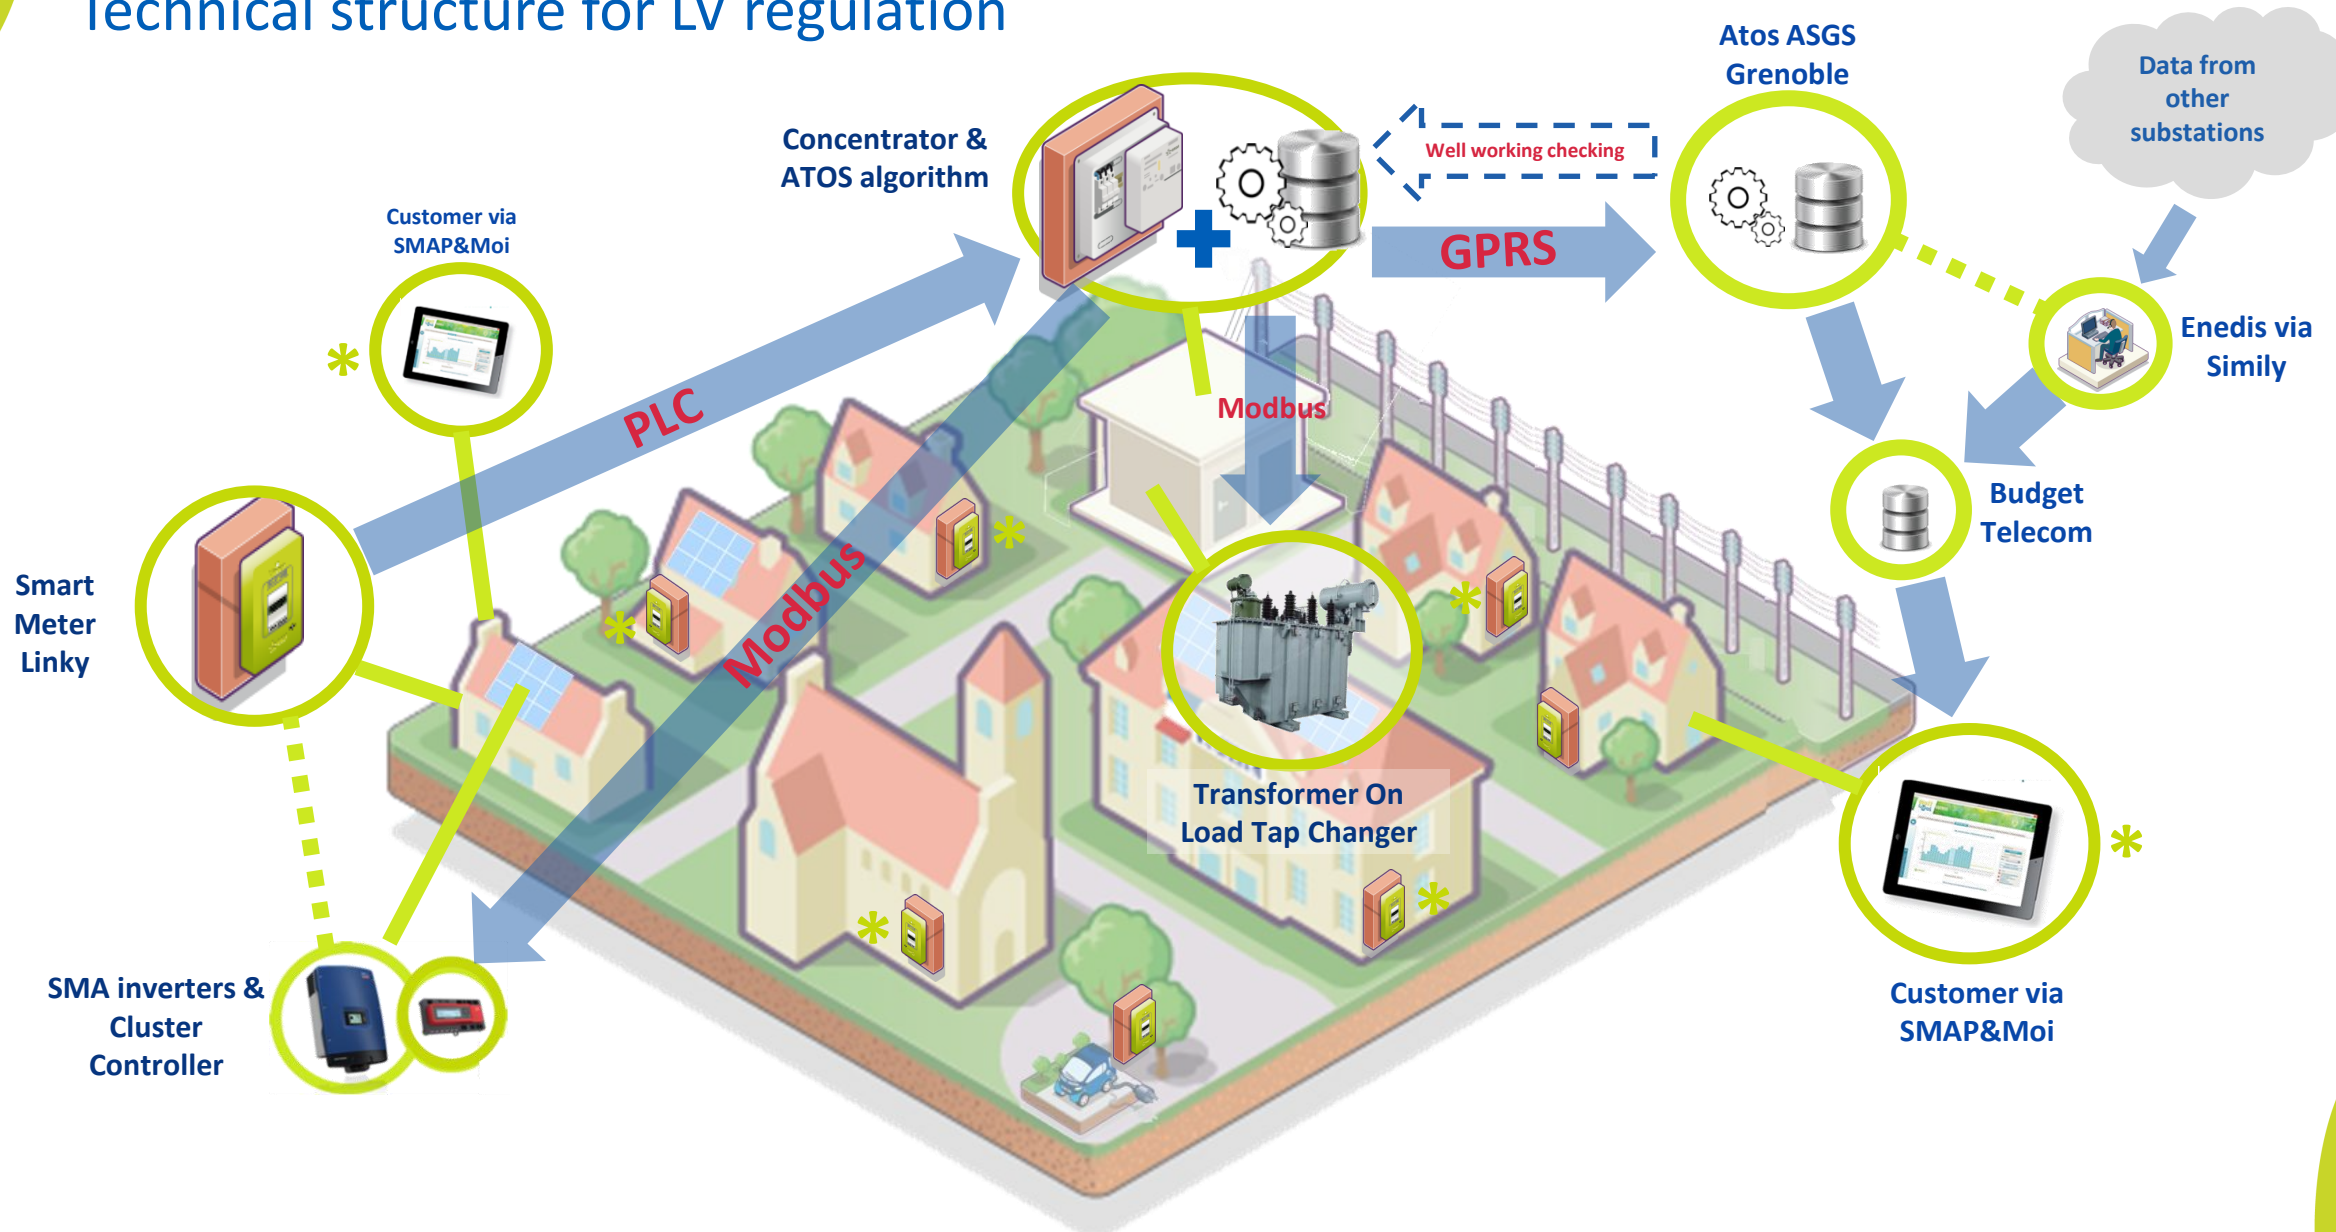 Technical structure for LV regulation
Atos ASGS
Grenoble
Data from
other
substations
Concentrator &
ATOS algorithm
Well working checking
Customer via
SMAP&Moi
GPRS
Enedis via
Simily
PLC
Modbus
Modbus
Budget
Telecom
Smart
Meter
Linky
Transformer On
Load Tap Changer
SMA inverters &
Cluster
Controller
Customer via
SMAP&Moi